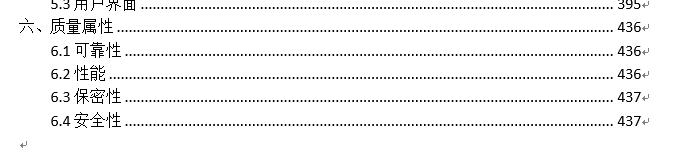 5.3 用户界面 395
六、质量属性 436
6.1 可靠性 436
6.2 性能 436
6.3 保密性 437
6.4 安全性 437